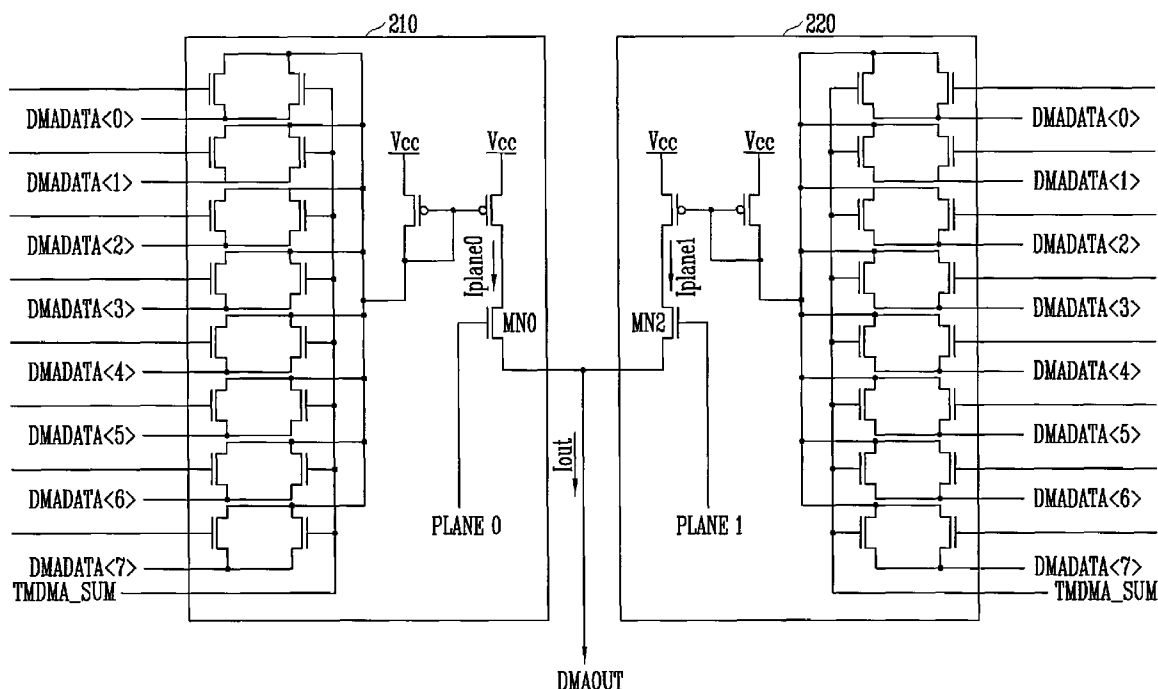 210
220
DMADATA<0>
DMADATA<1>
DMADATA<2>
DMADATA<3>
DMADATA<4>
DMADATA<5>
DMADATA<6>
DMADATA<7>
TMDMA_SUM
Vcc Vcc
Iplane0
MN0
PLANE 0
Iout
DMAOUT
Vcc Vcc
Iplane1
MN2
PLANE 1
DMADATA<0>
DMADATA<1>
DMADATA<2>
DMADATA<3>
DMADATA<4>
DMADATA<5>
DMADATA<6>
DMADATA<7>
TMDMA_SUM